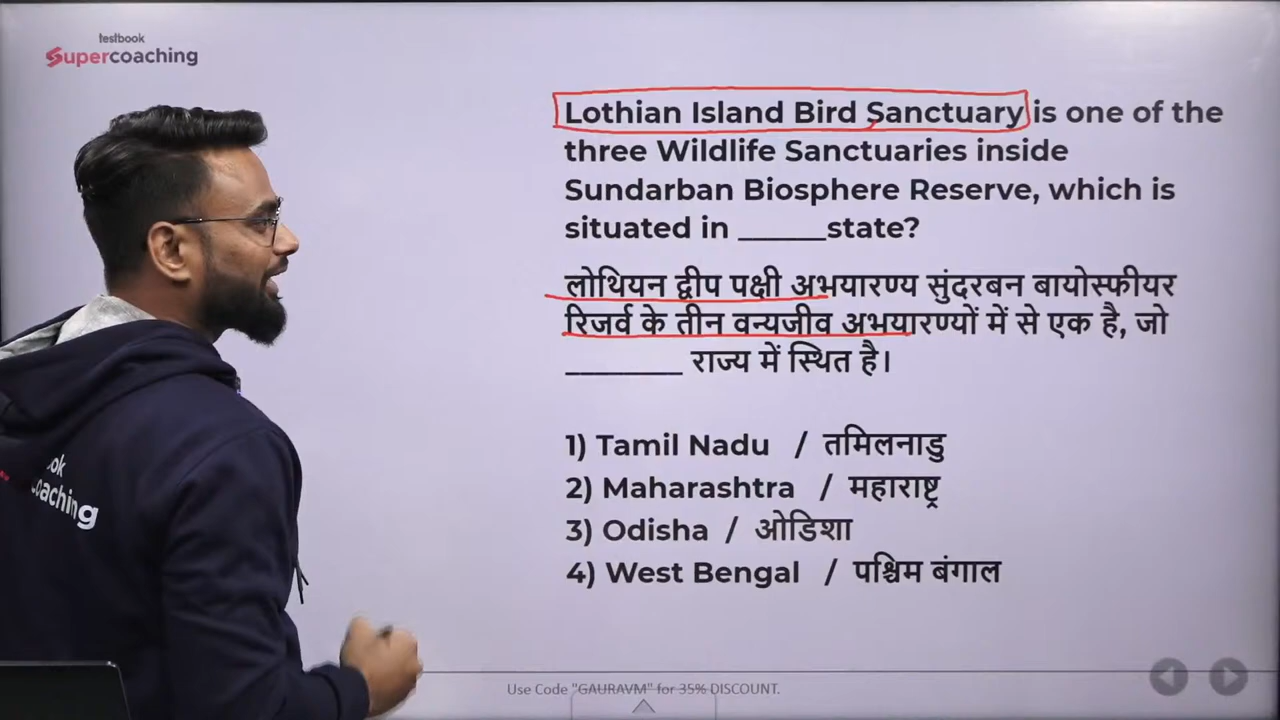 testbook
Supercoaching
Lothian Island Bird Sanctuary is one of the
three Wildlife Sanctuaries inside
Sundarban Biosphere Reserve, which is
situated in ______state?
लोथियन द्वीप पक्षी अभयारण्य सुंदरबन बायोस्फीयर
रिजर्व के तीन वन्यजीव अभयारण्यों में से एक है, जो
________ राज्य में स्थित है।
1) Tamil Nadu / तमिलनाडु
2) Maharashtra / महाराष्ट्र
3) Odisha / ओडिशा
4) West Bengal / पश्चिम बंगाल
ok
oaching
Use Code "GAURAVM" for 35% DISCOUNT.